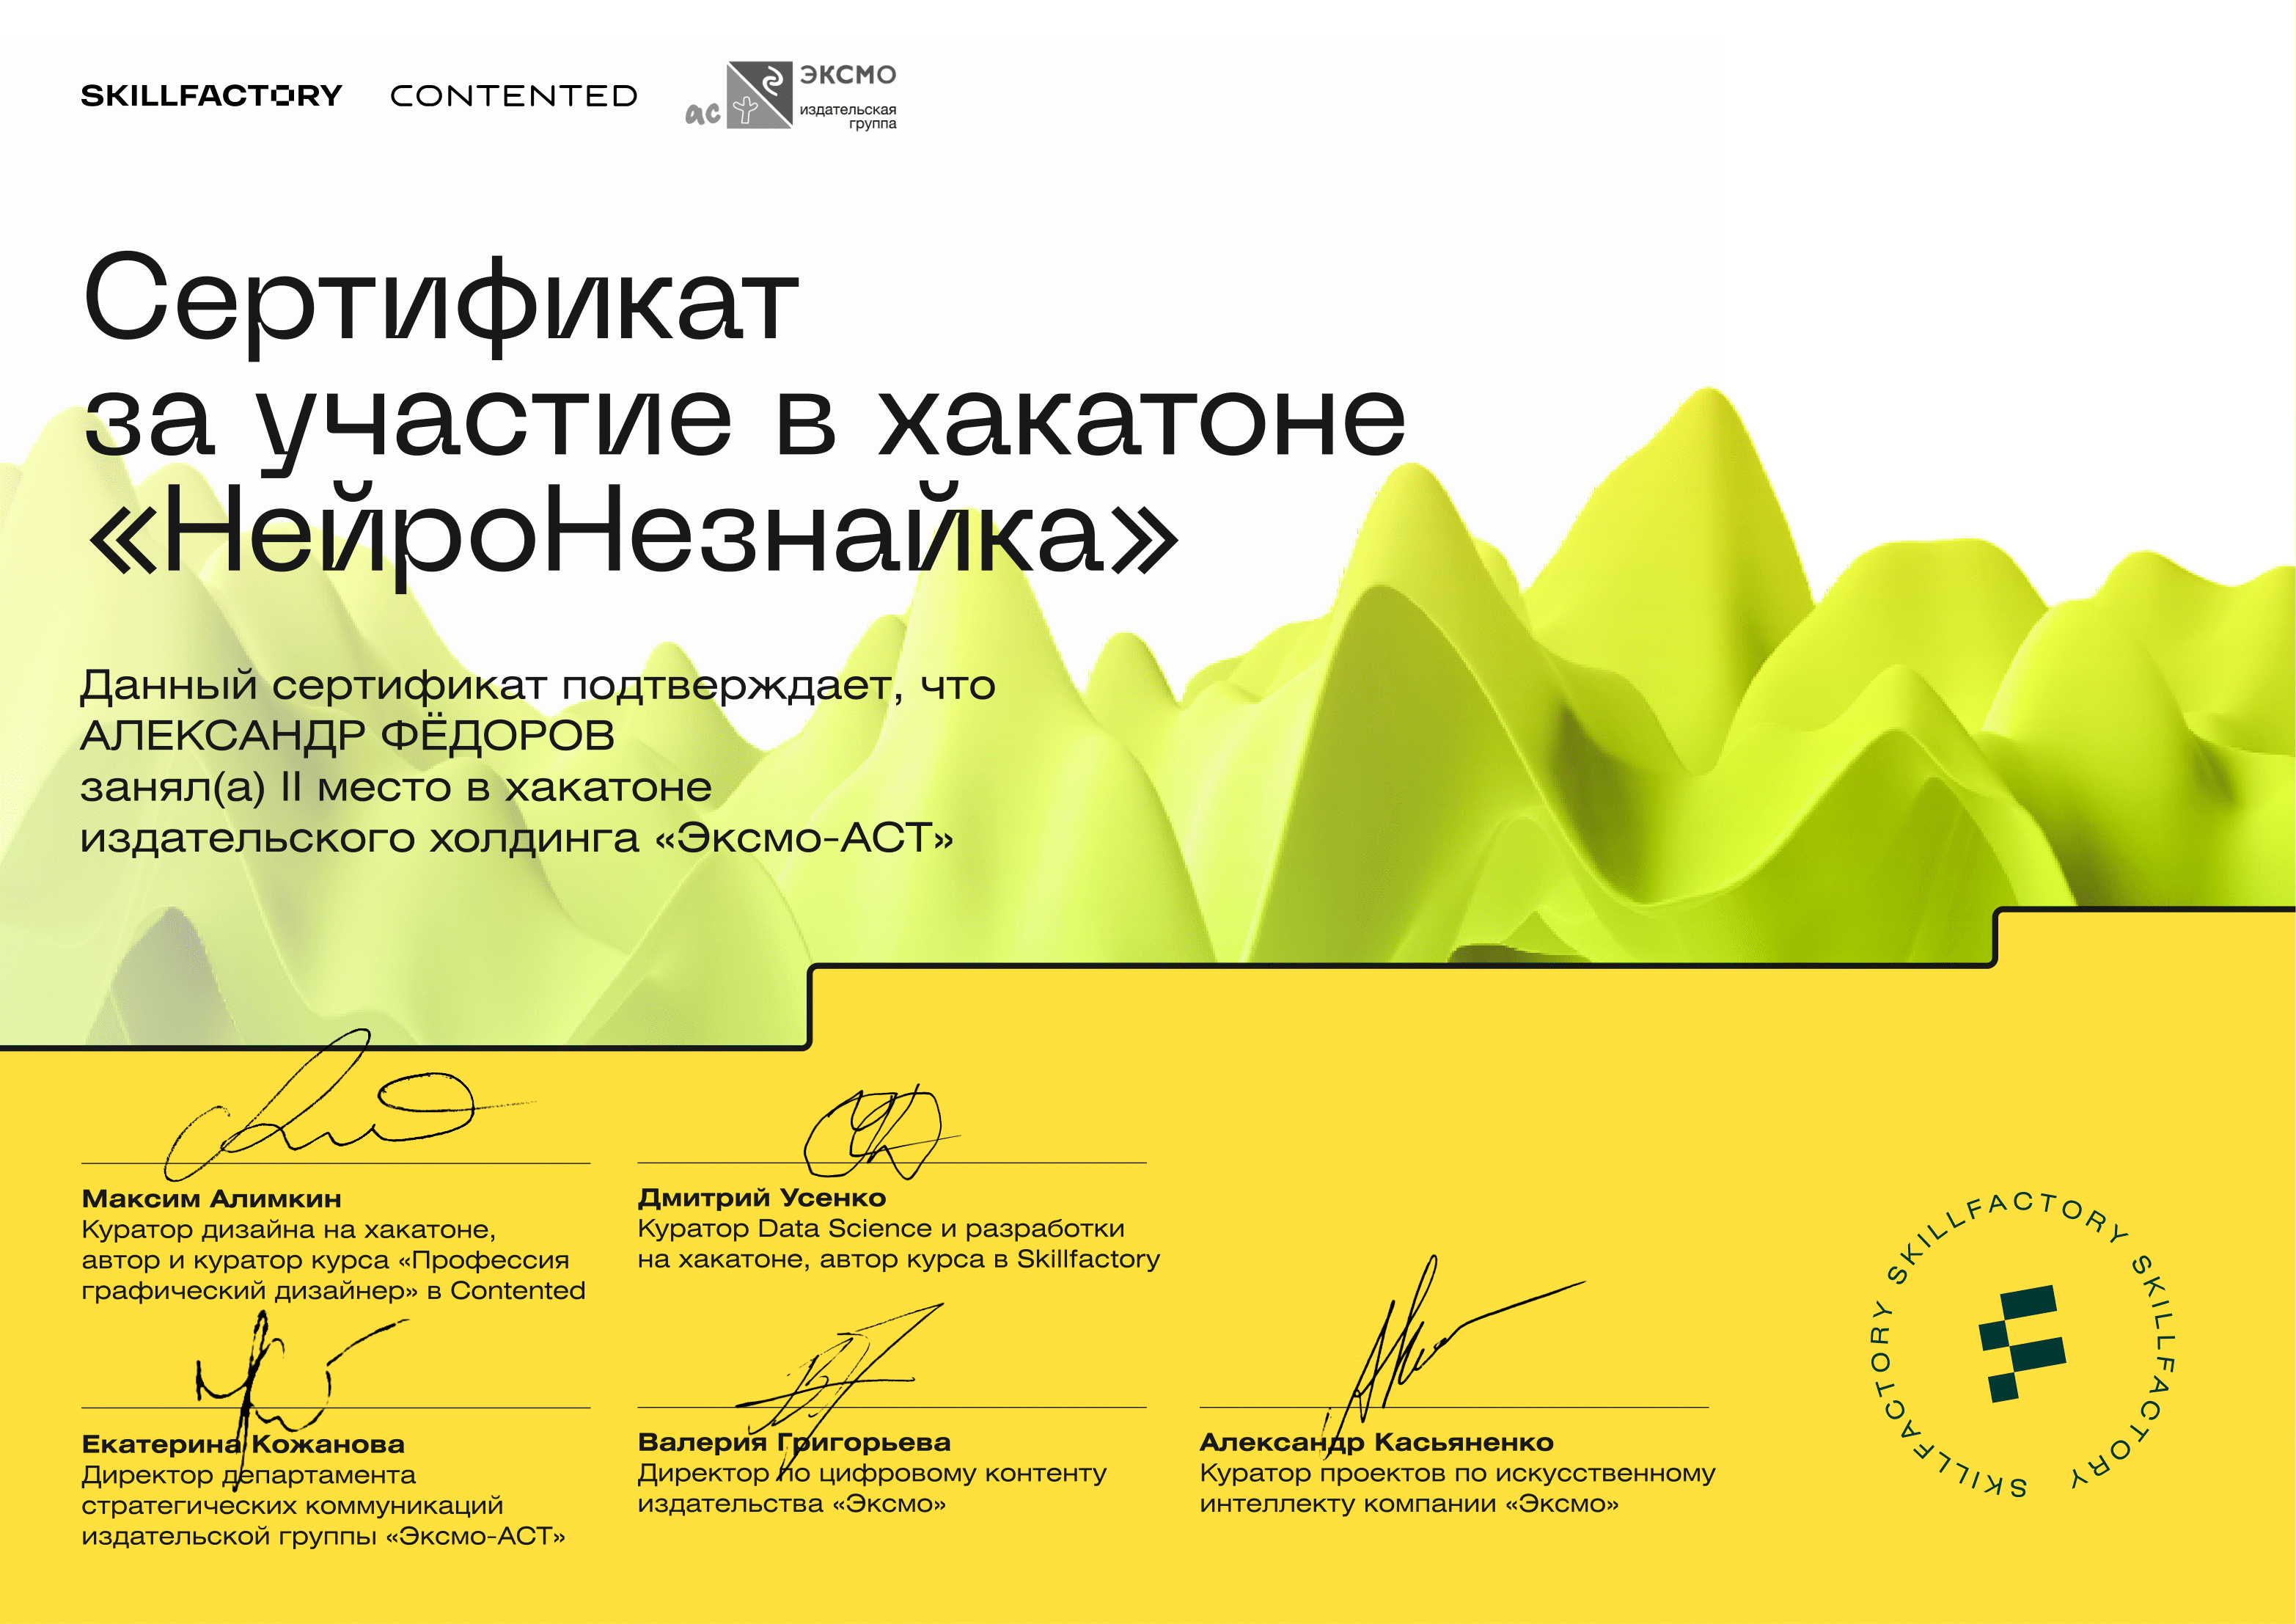 SKILLFACTORY CONTENTED
ас
ЭКСМО
издательская
группа
Сертификат
за участие в хакатоне
«НейроНезнайка»
Данный сертификат подтверждает, что
АЛЕКСАНДР ФЁДОРОВ
занял(а) II место в хакатоне
издательского холдинга «Эксмо-АСТ»
Максим Алимкин
Куратор дизайна на хакатоне,
автор и куратор курса «Профессия
графический дизайнер» в Contented
Дмитрий Усенко
Куратор Data Science и разработки
на хакатоне, автор курса в Skillfactory
Екатерина Кожанова
Директор департамента
стратегических коммуникаций
издательской группы «Эксмо-АСТ»
Валерия Григорьева
Директор по цифровому контенту
издательства «Эксмо»
Александр Касьяненко
Куратор проектов по искусственному
интеллекту компании «Эксмо»
SKILLFACTORY SKILLFACTORY SKILLFACTORY